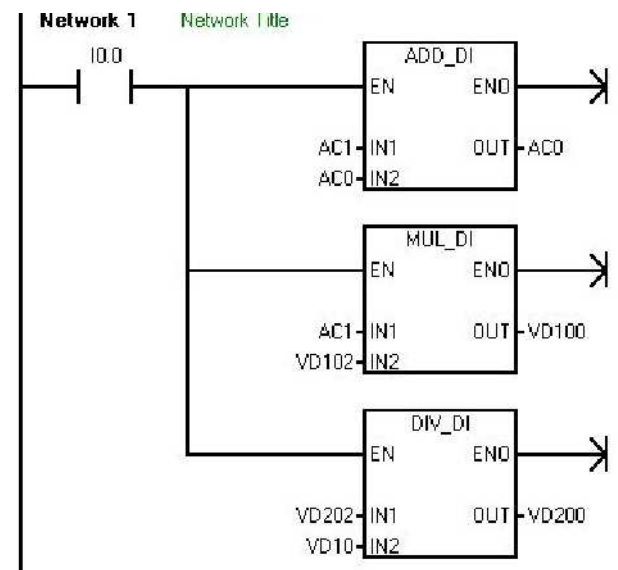 Network 1 Network Title
I0.0
ADD_DI
EN ENO
AC1 IN1 OUT AC0
AC0 IN2
MUL_DI
EN ENO
AC1 IN1 OUT VD100
VD102 IN2
DIV_DI
EN ENO
VD202 IN1 OUT VD200
VD10 IN2